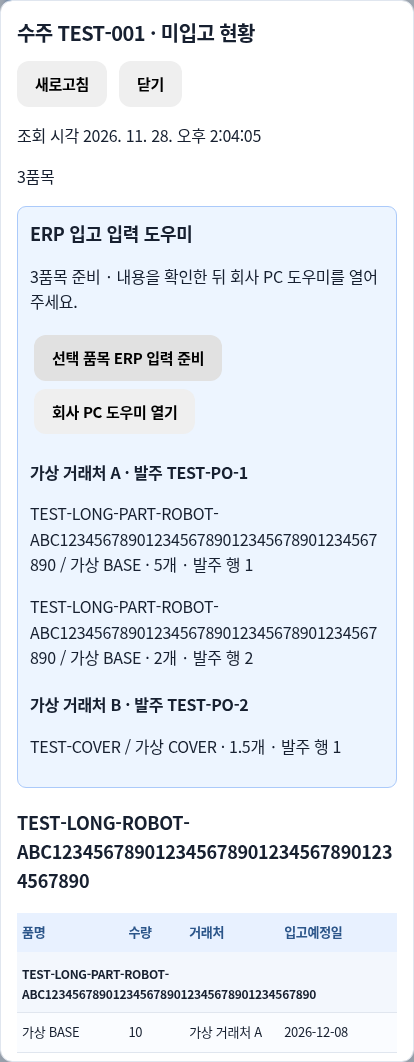 수주 TEST-001 · 미입고 현황
새로고침 닫기
조회 시각 2026. 11. 28. 오후 2:04:05
3품목
ERP 입고 입력 도우미
3품목 준비 · 내용을 확인한 뒤 회사 PC 도우미를 열어
주세요.
선택 품목 ERP 입력 준비
회사 PC 도우미 열기
가상 거래처 A · 발주 TEST-PO-1
TEST-LONG-PART-ROBOT-
ABC1234567890123456789012345678901234567
890 / 가상 BASE · 5개 · 발주 행 1
TEST-LONG-PART-ROBOT-
ABC1234567890123456789012345678901234567
890 / 가상 BASE · 2개 · 발주 행 2
가상 거래처 B · 발주 TEST-PO-2
TEST-COVER / 가상 COVER · 1.5개 · 발주 행 1
TEST-LONG-ROBOT-
ABC123456789012345678901234567890123
4567890
품명 수량 거래처 입고예정일
TEST-LONG-PART-ROBOT-
ABC1234567890123456789012345678901234567890
가상 BASE 10 가상 거래처 A 2026-12-08